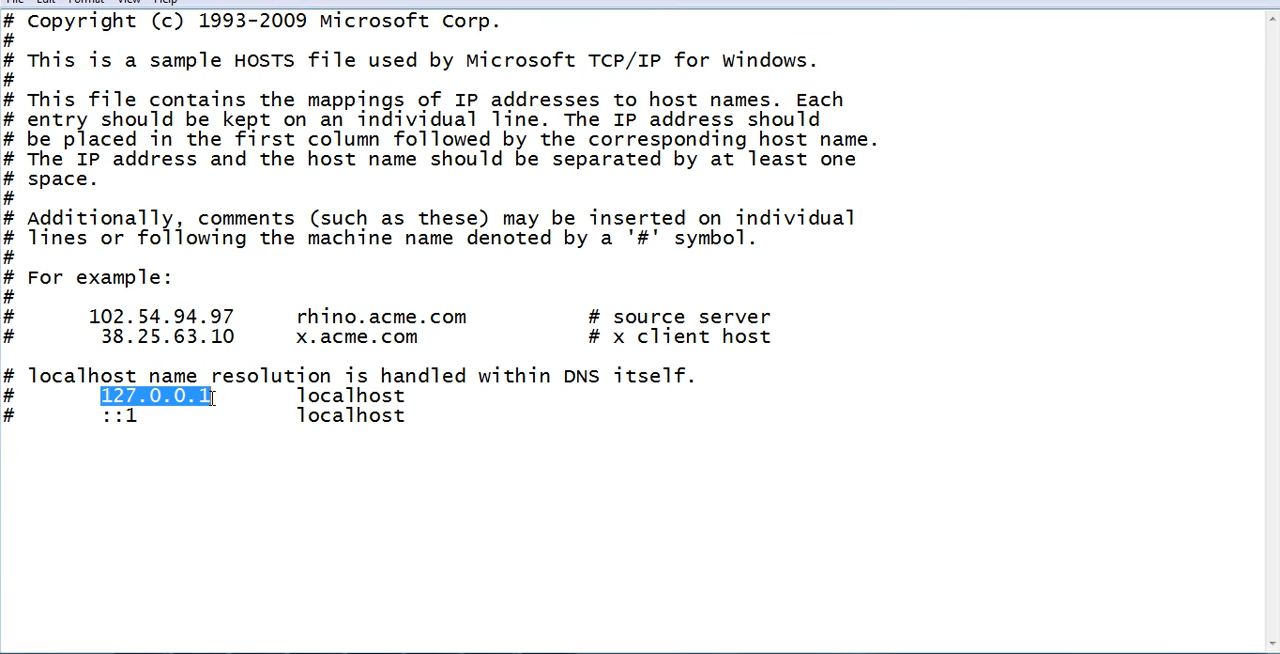 File Edit Format View Help
# Copyright (c) 1993-2009 Microsoft Corp.
#
# This is a sample HOSTS file used by Microsoft TCP/IP for Windows.
#
# This file contains the mappings of IP addresses to host names. Each
# entry should be kept on an individual line. The IP address should
# be placed in the first column followed by the corresponding host name.
# The IP address and the host name should be separated by at least one
# space.
#
# Additionally, comments (such as these) may be inserted on individual
# lines or following the machine name denoted by a '#' symbol.
#
# For example:
#
#      102.54.94.97     rhino.acme.com          # source server
#       38.25.63.10     x.acme.com              # x client host

# localhost name resolution is handled within DNS itself.
#       127.0.0.1       localhost
#       ::1             localhost